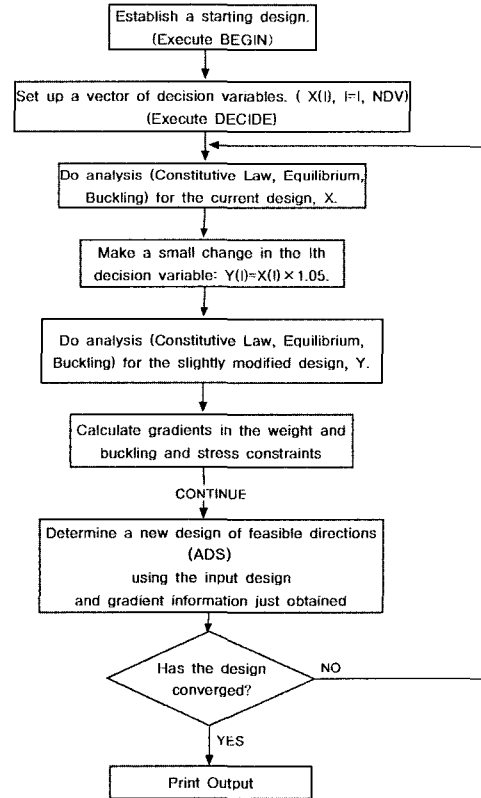 Establish a starting design.
(Execute BEGIN)
Set up a vector of decision variables. ( X(I), I=I, NDV)
(Execute DECIDE)
Do analysis (Constitutive Law, Equilibrium,
Buckling) for the current design, X.
Make a small change in the Ith
decision variable: Y(I)=X(I)×1.05.
Do analysis (Constitutive Law, Equilibrium,
Buckling) for the slightly modified design, Y.
Calculate gradients in the weight and
buckling and stress constraints
CONTINUE
Determine a new design of feasible directions
(ADS)
using the input design
and gradient information just obtained
Has the design
converged?
NO
YES
Print Output